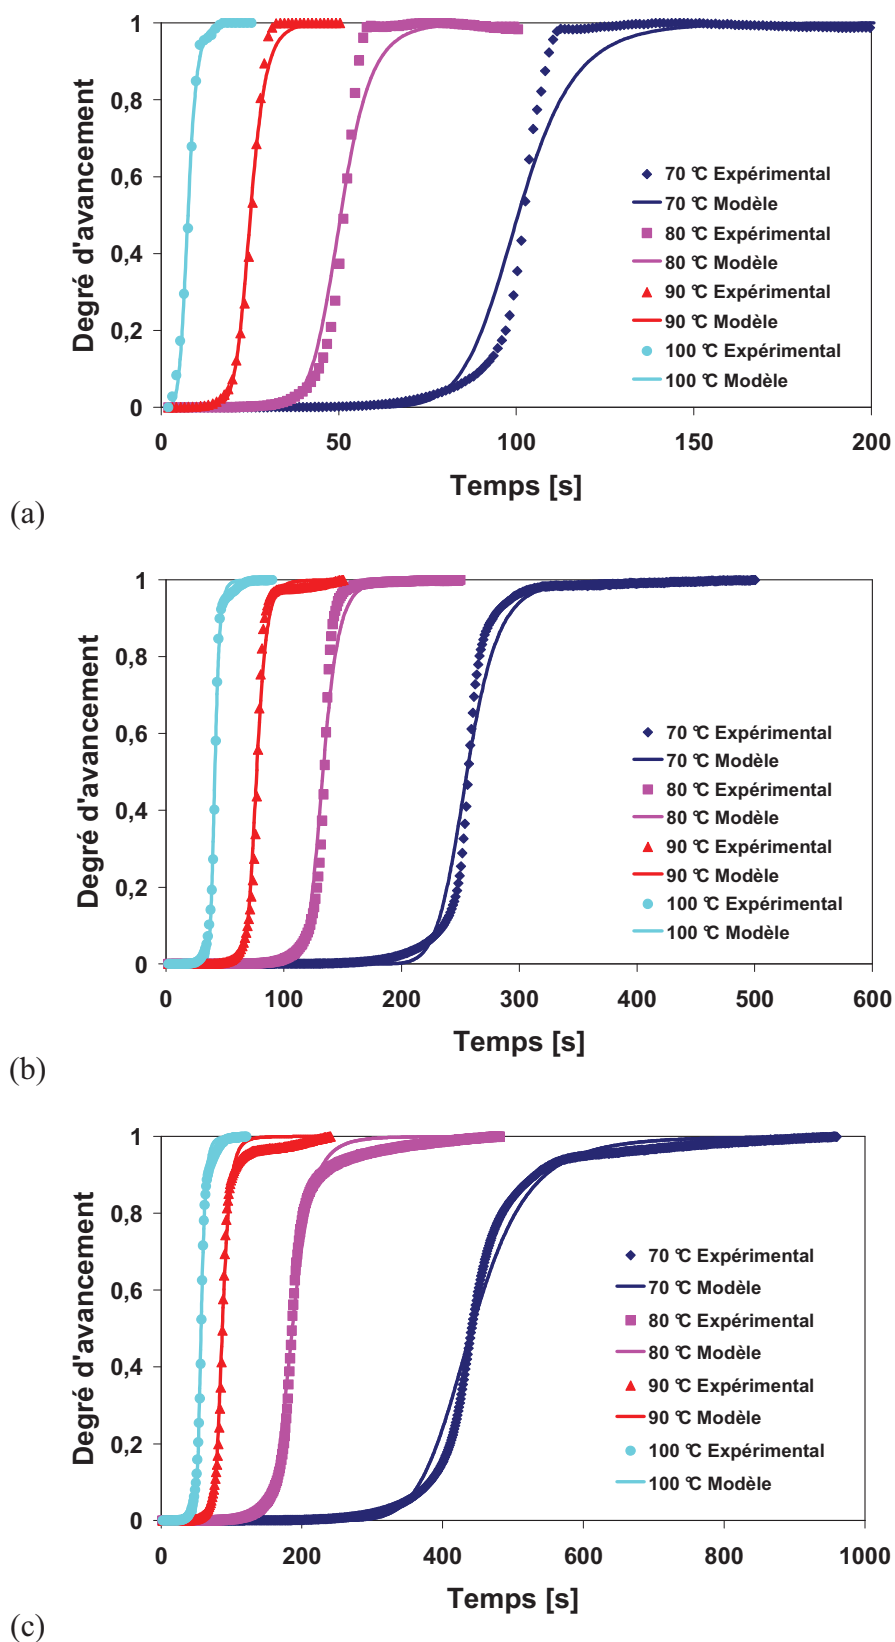 1
0,8
0,6
0,4
0,2
0
Degré d'avancement
0 50 100 150 200
Temps [s]
70 °C Expérimental
70 °C Modèle
80 °C Expérimental
80 °C Modèle
90 °C Expérimental
90 °C Modèle
100 °C Expérimental
100 °C Modèle
(a)
1
0,8
0,6
0,4
0,2
0
Degré d'avancement
0 100 200 300 400 500 600
Temps [s]
70 °C Expérimental
70 °C Modèle
80 °C Expérimental
80 °C Modèle
90 °C Expérimental
90 °C Modèle
100 °C Expérimental
100 °C Modèle
(b)
1
0,8
0,6
0,4
0,2
0
Degré d'avancement
0 200 400 600 800 1000
Temps [s]
70 °C Expérimental
70 °C Modèle
80 °C Expérimental
80 °C Modèle
90 °C Expérimental
90 °C Modèle
100 °C Expérimental
100 °C Modèle
(c)